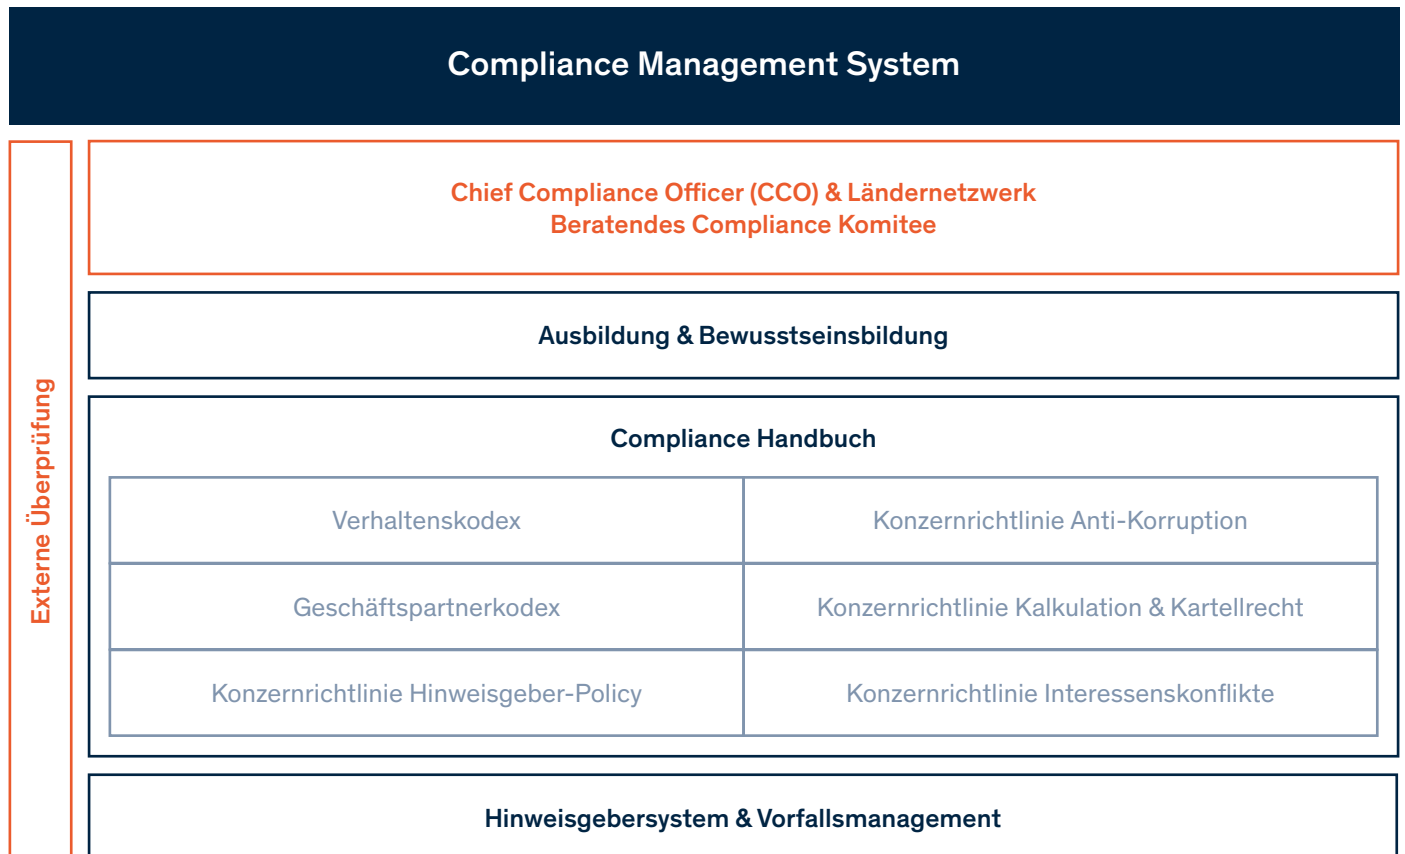 Compliance Management System
Externe Überprüfung
Chief Compliance Officer (CCO) & Ländernetzwerk
Beratendes Compliance Komitee
Ausbildung & Bewusstseinsbildung
Compliance Handbuch
Verhaltenskodex
Konzernrichtlinie Anti-Korruption
Geschäftspartnerkodex
Konzernrichtlinie Kalkulation & Kartellrecht
Konzernrichtlinie Hinweisgeber-Policy
Konzernrichtlinie Interessenskonflikte
Hinweisgebersystem & Vorfallsmanagement